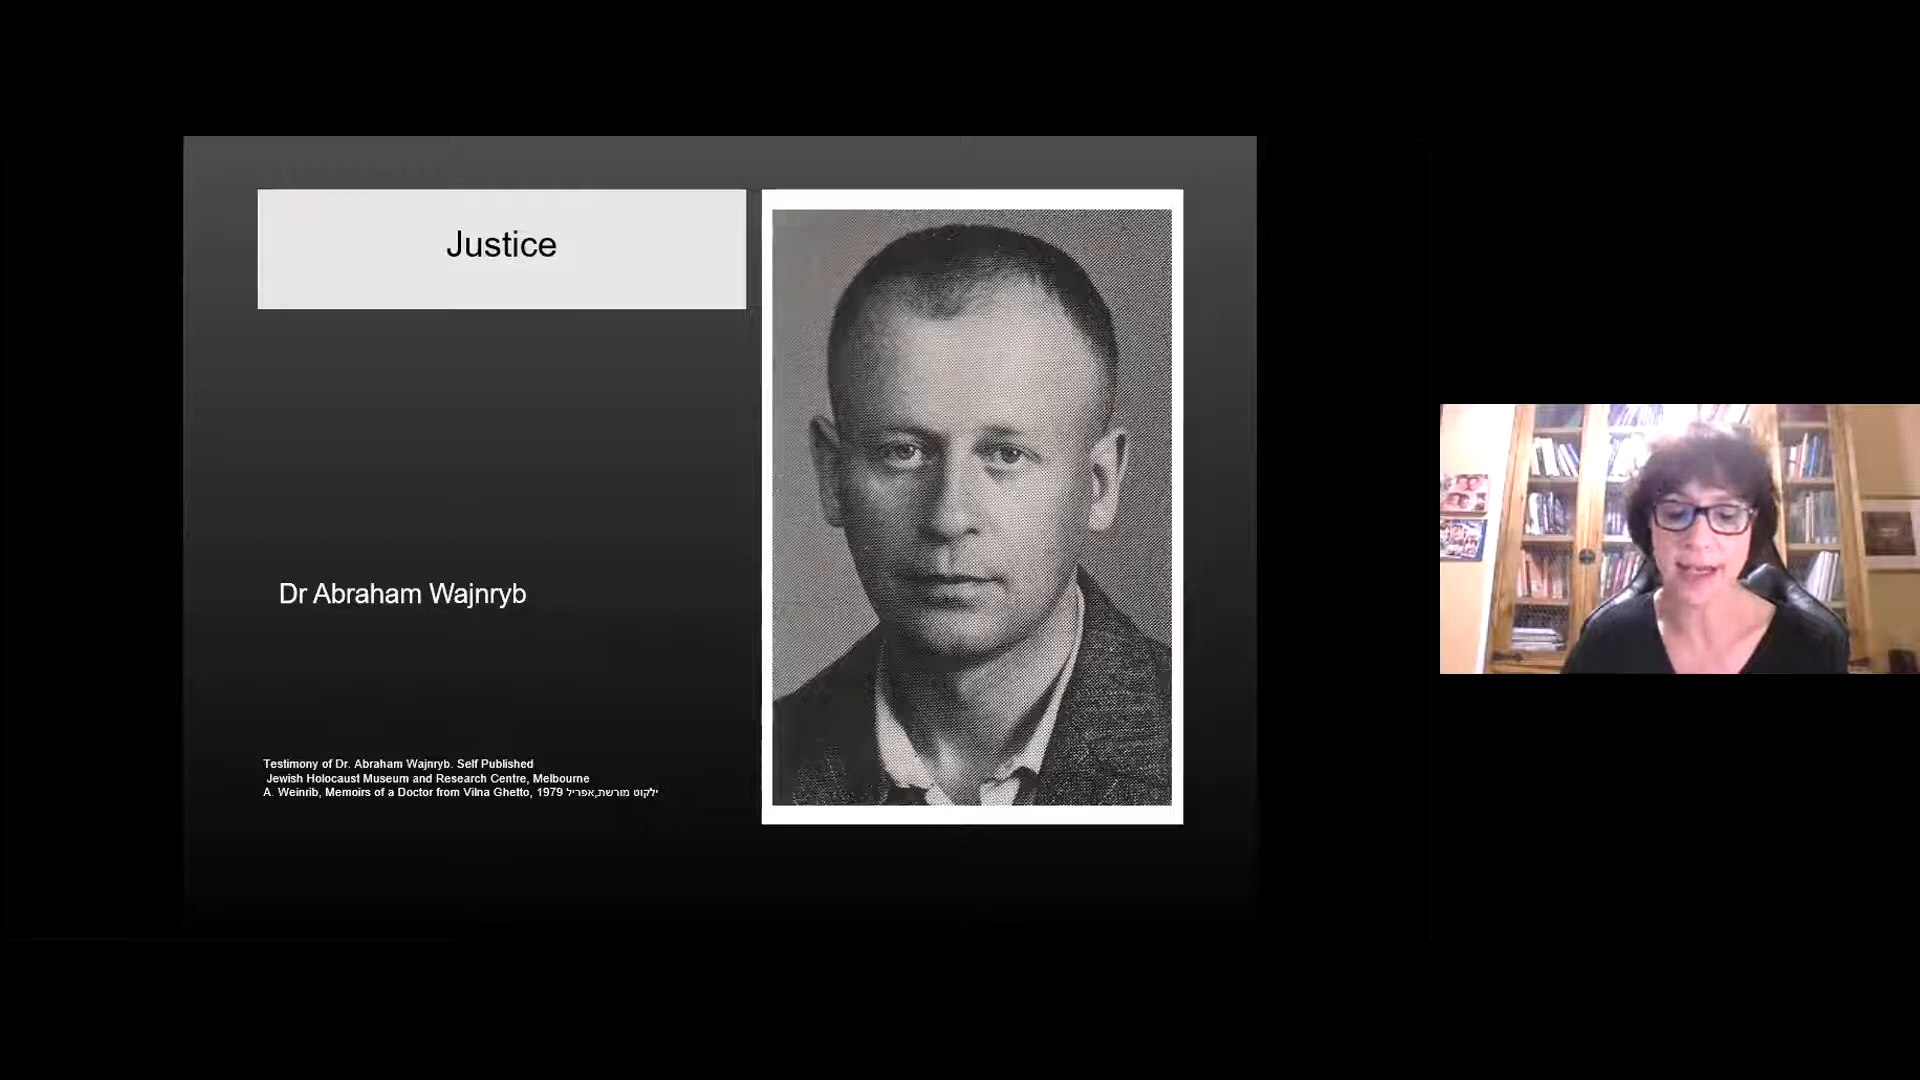 Justice
Dr Abraham Wajnryb
Testimony of Dr. Abraham Wajnryb. Self Published
Jewish Holocaust Museum and Research Centre, Melbourne
A. Weinrib, Memoirs of a Doctor from Vilna Ghetto, 1979 ילקוט מורשת,אפריל